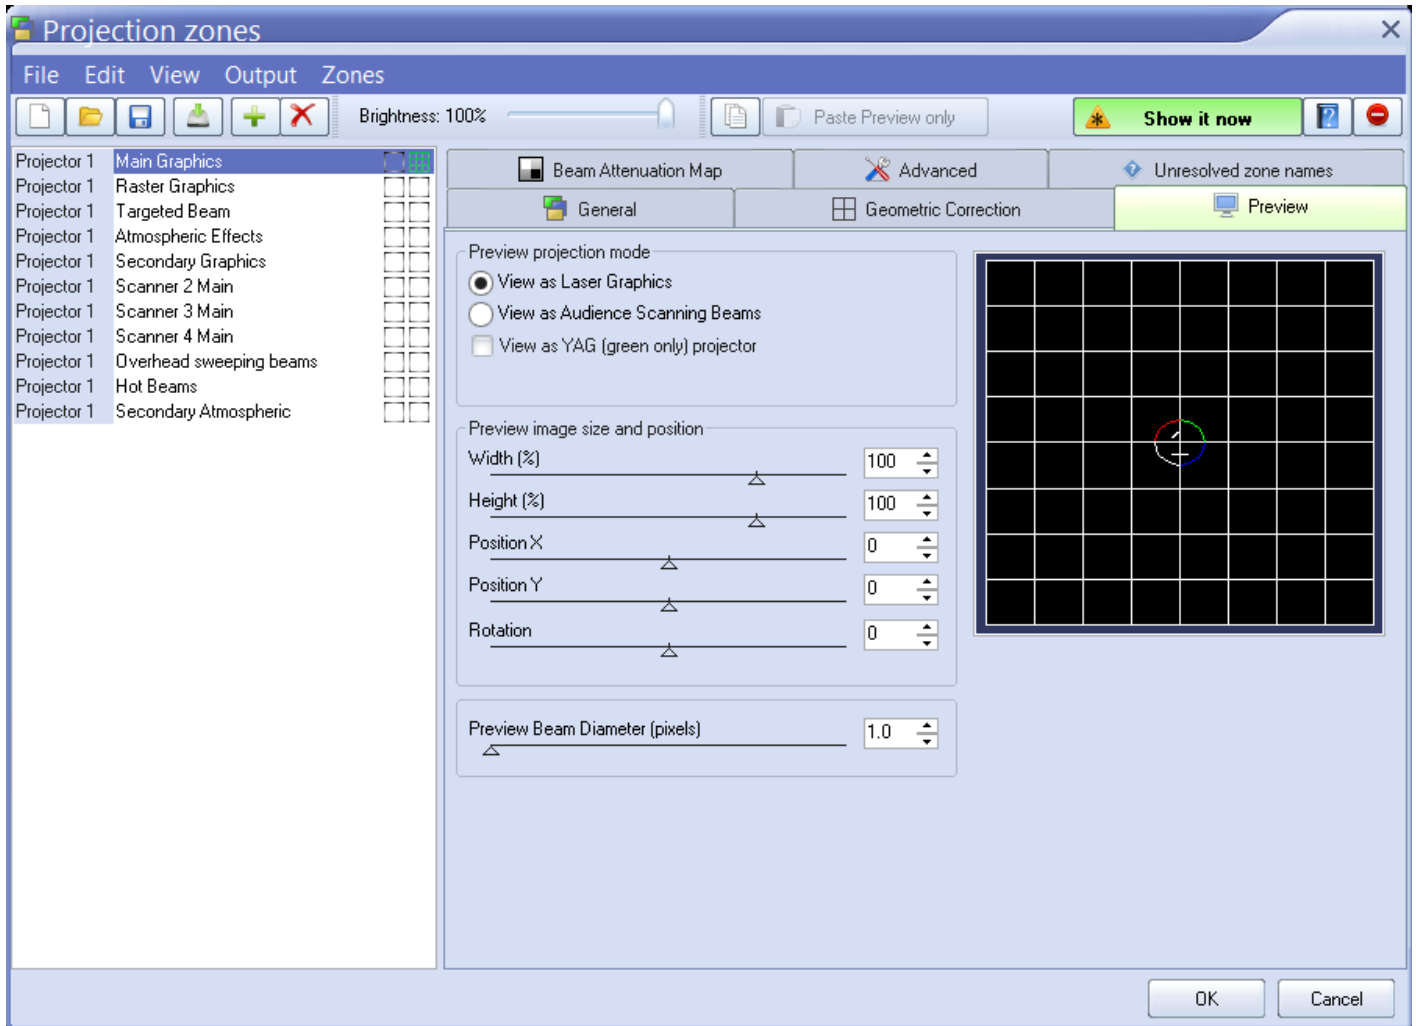 Projection zones
File Edit View Output Zones
Brightness: 100%
Paste Preview only
Show it now
Projector 1 Main Graphics
Projector 1 Raster Graphics
Projector 1 Targeted Beam
Projector 1 Atmospheric Effects
Projector 1 Secondary Graphics
Projector 1 Scanner 2 Main
Projector 1 Scanner 3 Main
Projector 1 Scanner 4 Main
Projector 1 Overhead sweeping beams
Projector 1 Hot Beams
Projector 1 Secondary Atmospheric
Beam Attenuation Map Advanced Unresolved zone names
General Geometric Correction Preview
Preview projection mode
View as Laser Graphics
View as Audience Scanning Beams
View as YAG (green only) projector
Preview image size and position
Width (%) 100
Height (%) 100
Position X 0
Position Y 0
Rotation 0
Preview Beam Diameter (pixels) 1.0
1
OK Cancel